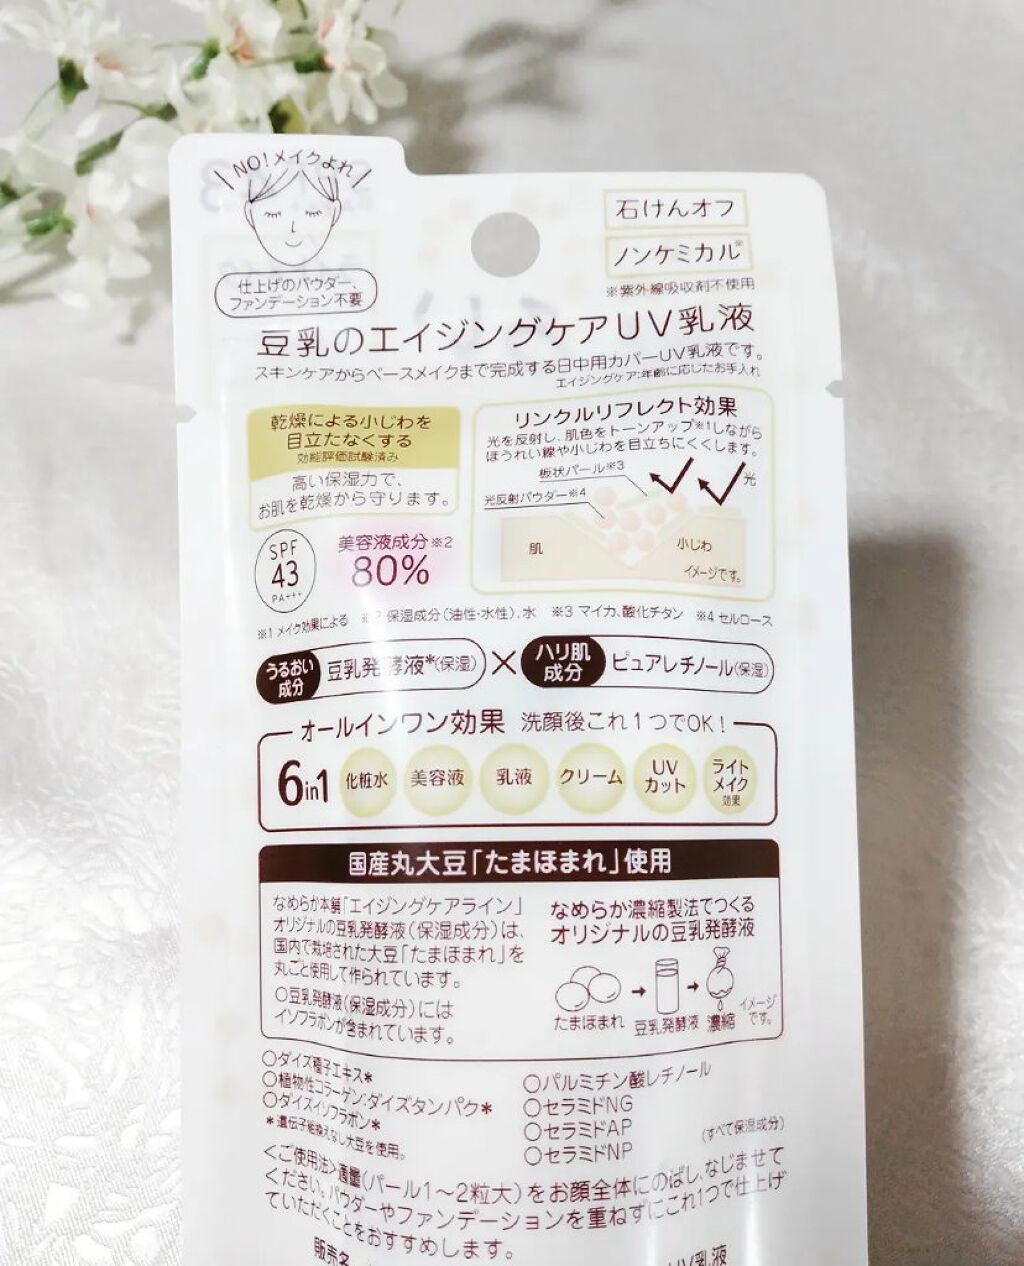 NO!メイクよれ
仕上げのパウダー、
ファンデーション不要
石けんオフ
ノンケミカル※
※紫外線吸収剤不使用
豆乳のエイジングケアUV乳液
スキンケアからベースメイクまで完成する日中用カバーUV乳液です。
エイジングケア:年齢に応じたお手入れ
乾燥による小じわを
目立たなくする
効能評価試験済み
高い保湿力で、
お肌を乾燥から守ります。
SPF
43
PA+++
美容液成分※2
80%
リンクルリフレクト効果
光を反射し、肌色をトーンアップ※1しながら
ほうれい線や小じわを目立ちにくくします。
板状パール※3
光反射パウダー※4
光
肌
小じわ
イメージです。
※1 メイク効果による ※2 保湿成分(油性・水性)、水 ※3 マイカ、酸化チタン ※4 セルロース
うるおい
成分
豆乳発酵液*(保湿)
×
ハリ肌
成分
ピュアレチノール(保湿)
オールインワン効果 洗顔後これ1つでOK!
6in1
化粧水
美容液
乳液
クリーム
UV
カット
ライト
メイク
効果
国産丸大豆「たまほまれ」使用
なめらか本舗「エイジングケアライン」
オリジナルの豆乳発酵液(保湿成分)は、
国内で栽培された大豆「たまほまれ」を
丸ごと使用して作られています。
○豆乳発酵液(保湿成分)には
イソフラボンが含まれています。
なめらか濃縮製法でつくる
オリジナルの豆乳発酵液
たまほまれ
豆乳発酵液
濃縮
イメージ
です。
○ダイズ種子エキス*
○植物性コラーゲン:ダイズタンパク*
○ダイズイソフラボン*
*遺伝子組換えなし大豆を使用。
○パルミチン酸レチノール
○セラミドNG
○セラミドAP
○セラミドNP
(すべて保湿成分)
<ご使用法>適量(パール1～2粒大)をお顔全体にのばし、なじませて
ください。パウダーやファンデーションを重ねずにこれ1つで仕上げ
ていただくことをおすすめします。
販売名
UV乳液